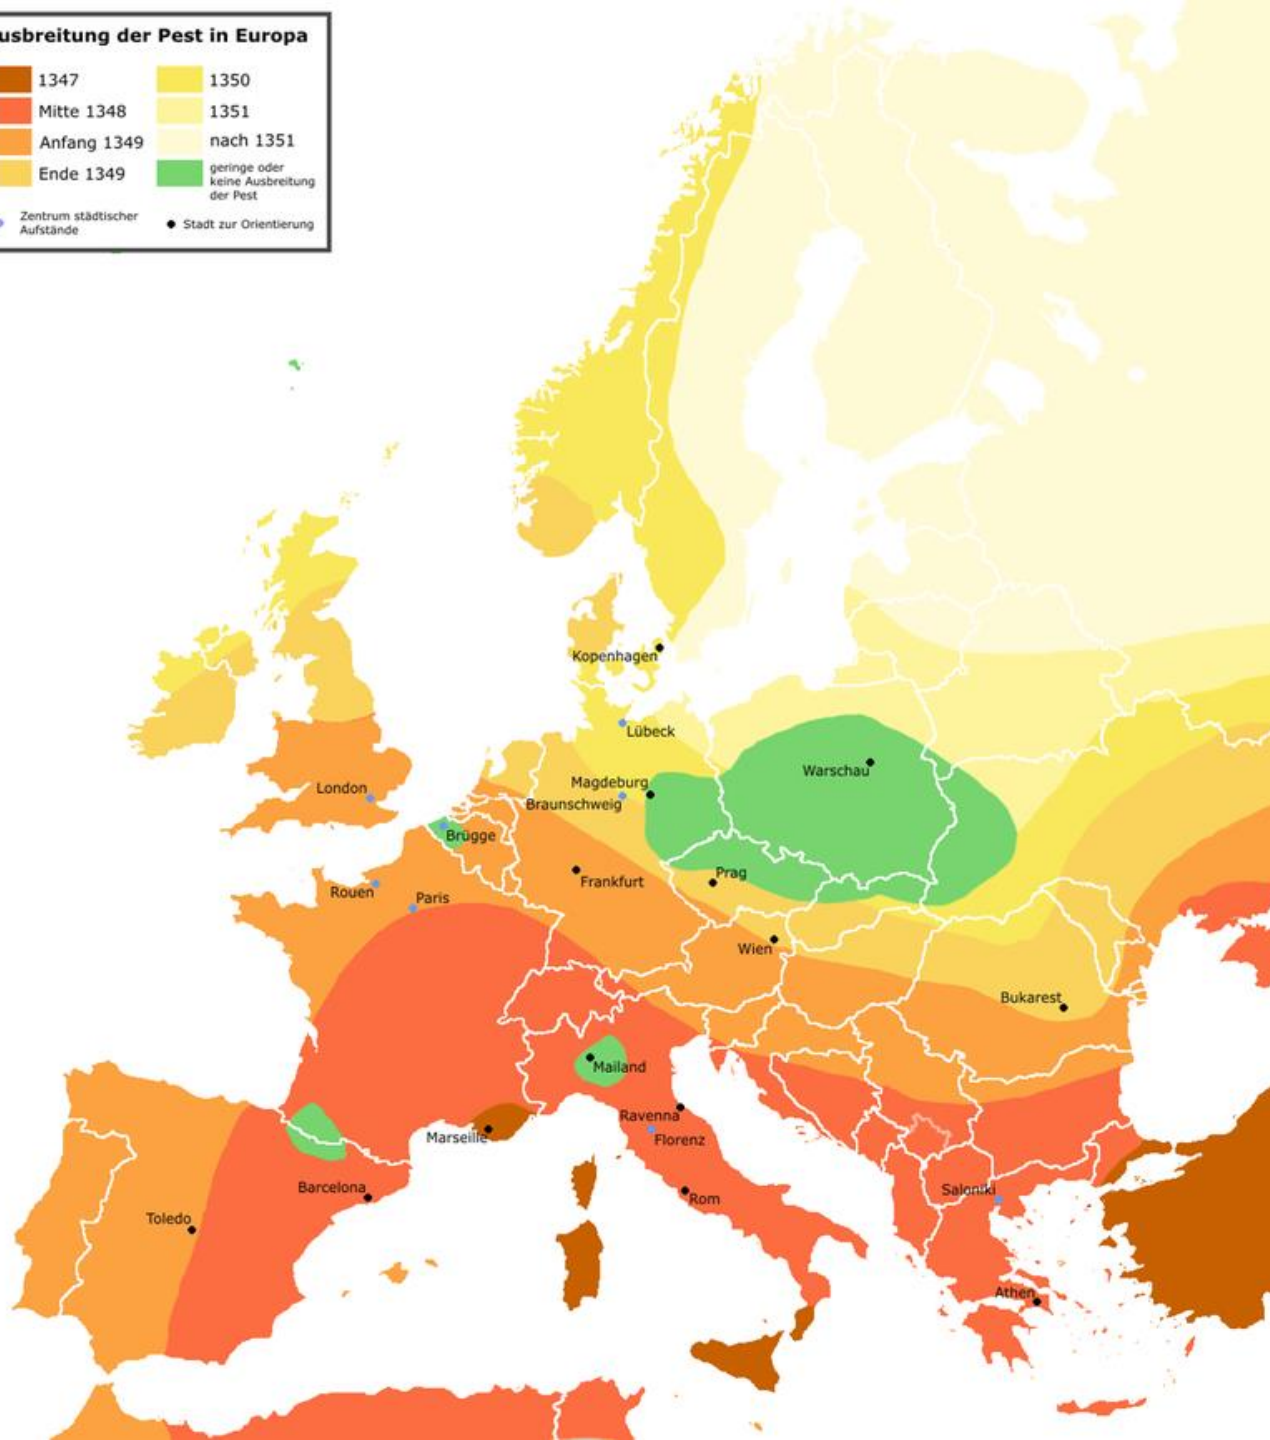 usbreitung der Pest in Europa
1347
1350
Mitte 1348
1351
Anfang 1349
nach 1351
Ende 1349
geringe oder
keine Ausbreitung
der Pest
Zentrum städtischer
Aufstände
Stadt zur Orientierung
Kopenhagen
Lübeck
Warschau
Magdeburg
London
Braunschweig
Brügge
Prag
Frankfurt
Rouen
Paris
Wien
Bukarest
Mailand
Ravenna
Marseille
Florenz
Barcelona
Saloniki
Rom
Toledo
Athen